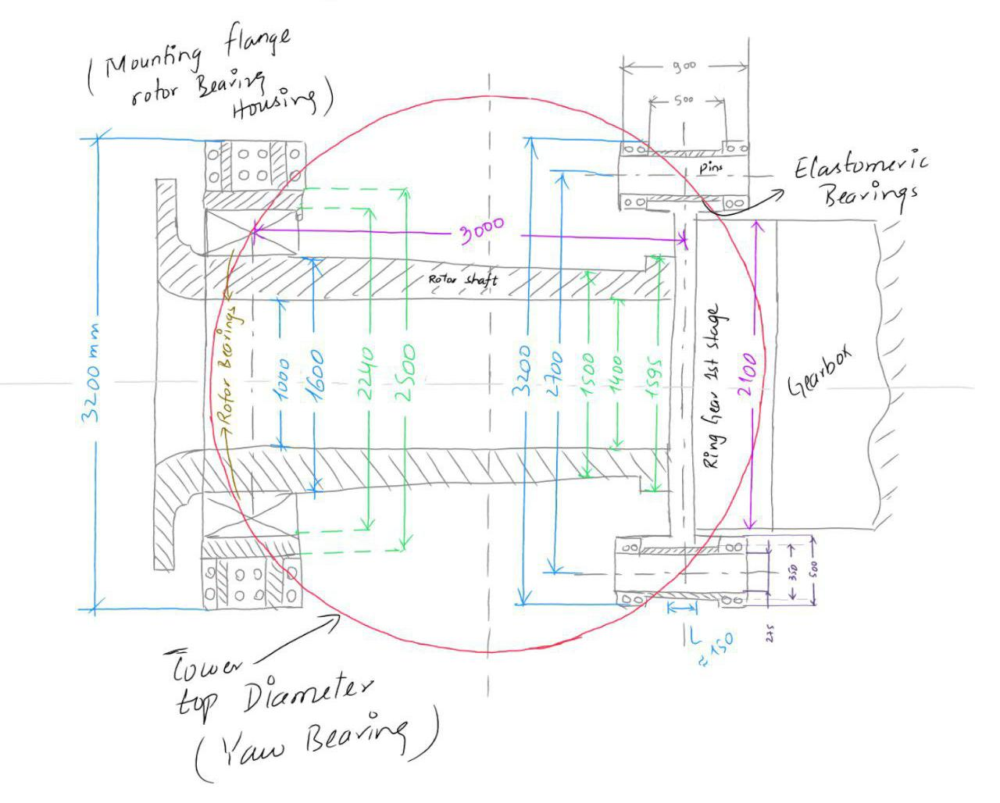 (Mounting flange
rotor Bearing
Housing)
900
500
Pins
Elastomeric
Bearings
3000
Rotor shaft
3200 mm
Rotor Bearings
1000
1600
2240
2500
3200
2700
1500
1400
1595
Ring Gear 1st stage
2100
Gearbox
350
500
275
L
≈150
Tower
top Diameter
(Yaw Bearing)